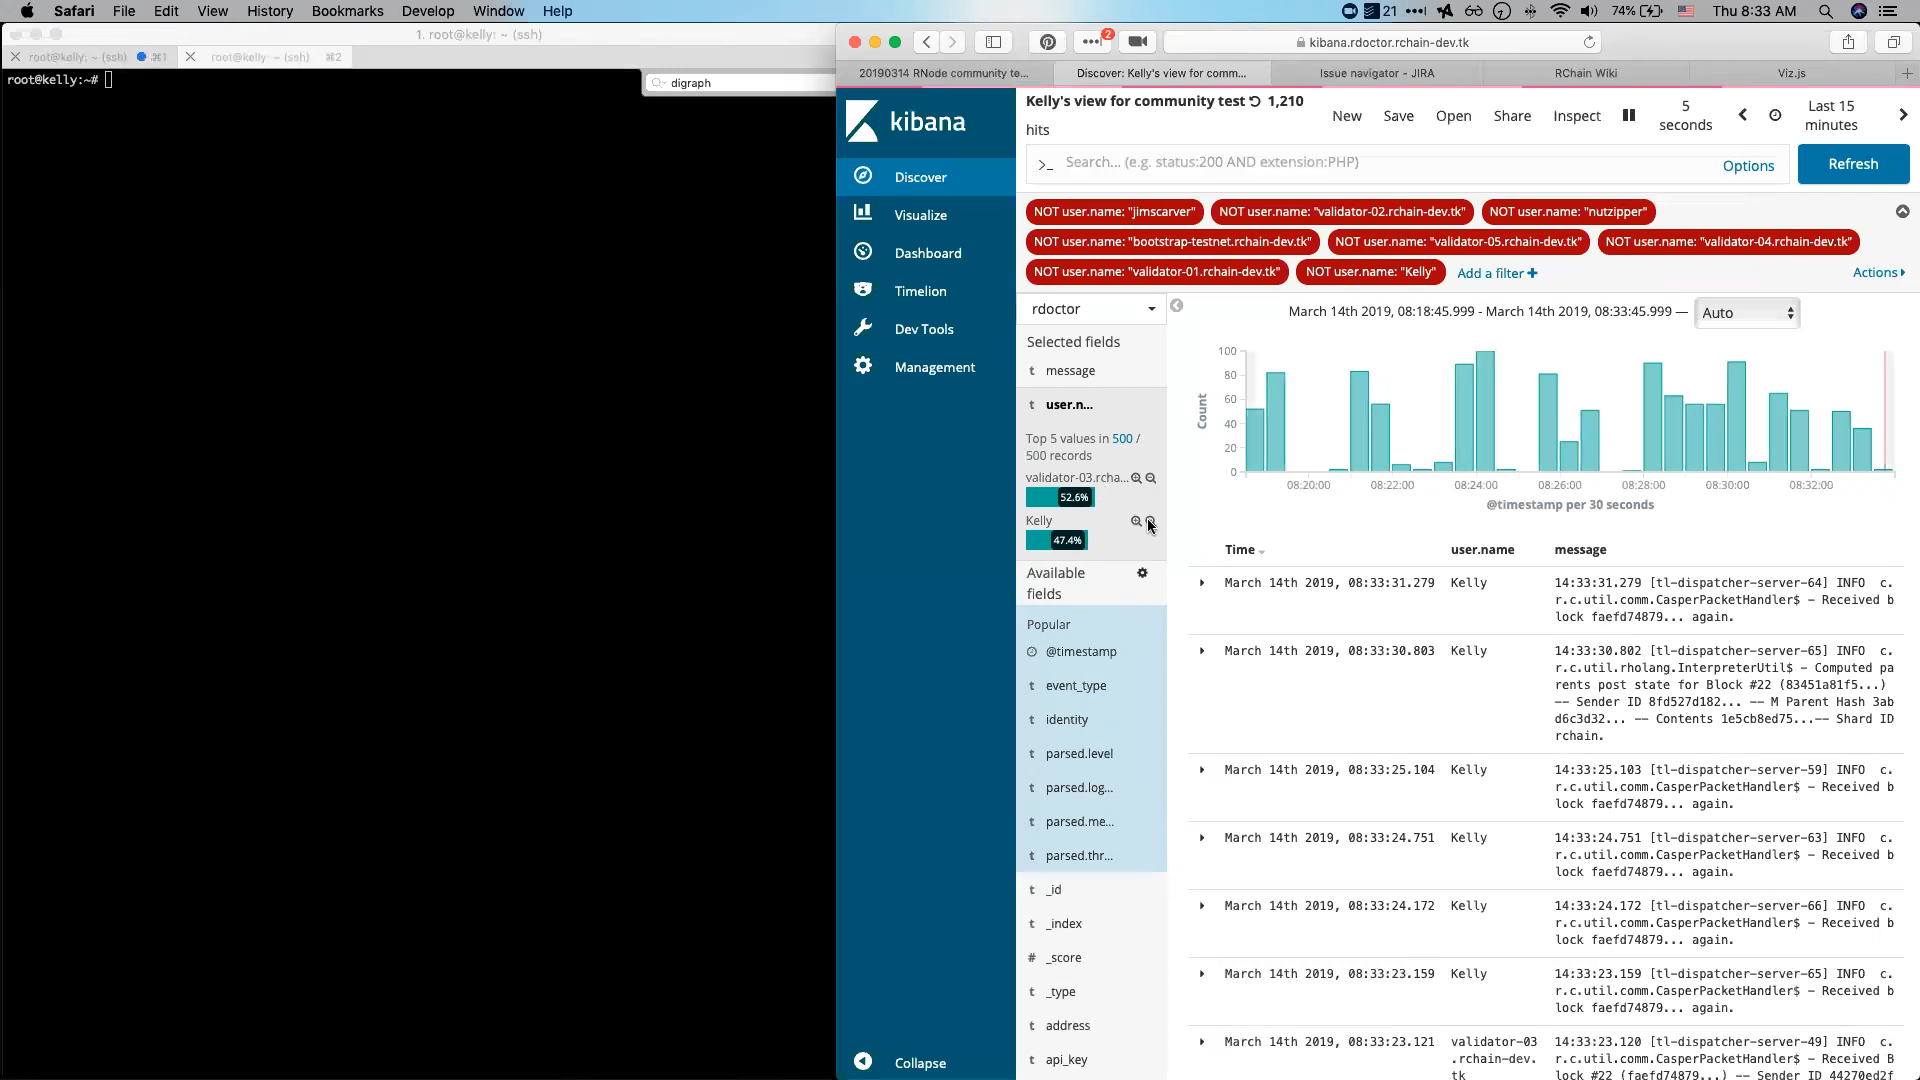 Safari File Edit View History Bookmarks Develop Window Help
21 74% Thu 8:33 AM
1. root@kelly: ~ (ssh)
root@kelly: ~ (ssh) ⌘1 root@kelly: ~ (ssh) ⌘2
root@kelly:~#
digraph
2
kibana.rdoctor.rchain-dev.tk
20190314 RNode community te... Discover: Kelly's view for comm... Issue navigator - JIRA RChain Wiki Viz.js
kibana
Discover
Visualize
Dashboard
Timelion
Dev Tools
Management
Collapse
Kelly's view for community test 1,210
hits
New Save Open Share Inspect 5 seconds Last 15 minutes
>_ Search... (e.g. status:200 AND extension:PHP) Options Refresh
NOT user.name: "jimscarver" NOT user.name: "validator-02.rchain-dev.tk" NOT user.name: "nutzipper"
NOT user.name: "bootstrap-testnet.rchain-dev.tk" NOT user.name: "validator-05.rchain-dev.tk" NOT user.name: "validator-04.rchain-dev.tk"
NOT user.name: "validator-01.rchain-dev.tk" NOT user.name: "Kelly" Add a filter + Actions
rdoctor
Selected fields
t message
t user.n...
Top 5 values in 500 /
500 records
validator-03.rcha...
52.6%
Kelly
47.4%
Available
fields
Popular
@timestamp
t event_type
t identity
t parsed.level
t parsed.log...
t parsed.me...
t parsed.thr...
t _id
t _index
# _score
t _type
t address
t api_key
March 14th 2019, 08:18:45.999 - March 14th 2019, 08:33:45.999 — Auto
Count
100
80
60
40
20
0
08:20:00 08:22:00 08:24:00 08:26:00 08:28:00 08:30:00 08:32:00
@timestamp per 30 seconds
Time user.name message
March 14th 2019, 08:33:31.279 Kelly 14:33:31.279 [tl-dispatcher-server-64] INFO c.
r.c.util.comm.CasperPacketHandler$ - Received b
lock faefd74879... again.
March 14th 2019, 08:33:30.803 Kelly 14:33:30.802 [tl-dispatcher-server-65] INFO c.
r.c.util.rholang.InterpreterUtil$ - Computed pa
rents post state for Block #22 (83451a81f5...)
-- Sender ID 8fd527d182... -- M Parent Hash 3ab
d6c3d32... -- Contents 1e5cb8ed75...-- Shard ID
rchain.
March 14th 2019, 08:33:25.104 Kelly 14:33:25.103 [tl-dispatcher-server-59] INFO c.
r.c.util.comm.CasperPacketHandler$ - Received b
lock faefd74879... again.
March 14th 2019, 08:33:24.751 Kelly 14:33:24.751 [tl-dispatcher-server-63] INFO c.
r.c.util.comm.CasperPacketHandler$ - Received b
lock faefd74879... again.
March 14th 2019, 08:33:24.172 Kelly 14:33:24.172 [tl-dispatcher-server-66] INFO c.
r.c.util.comm.CasperPacketHandler$ - Received b
lock faefd74879... again.
March 14th 2019, 08:33:23.159 Kelly 14:33:23.159 [tl-dispatcher-server-65] INFO c.
r.c.util.comm.CasperPacketHandler$ - Received b
lock faefd74879... again.
March 14th 2019, 08:33:23.121 validator-03 14:33:23.120 [tl-dispatcher-server-49] INFO c.
.rchain-dev. r.c.util.comm.CasperPacketHandler$ - Received B
tk lock #22 (faefd74879...) -- Sender ID 44270ed2f